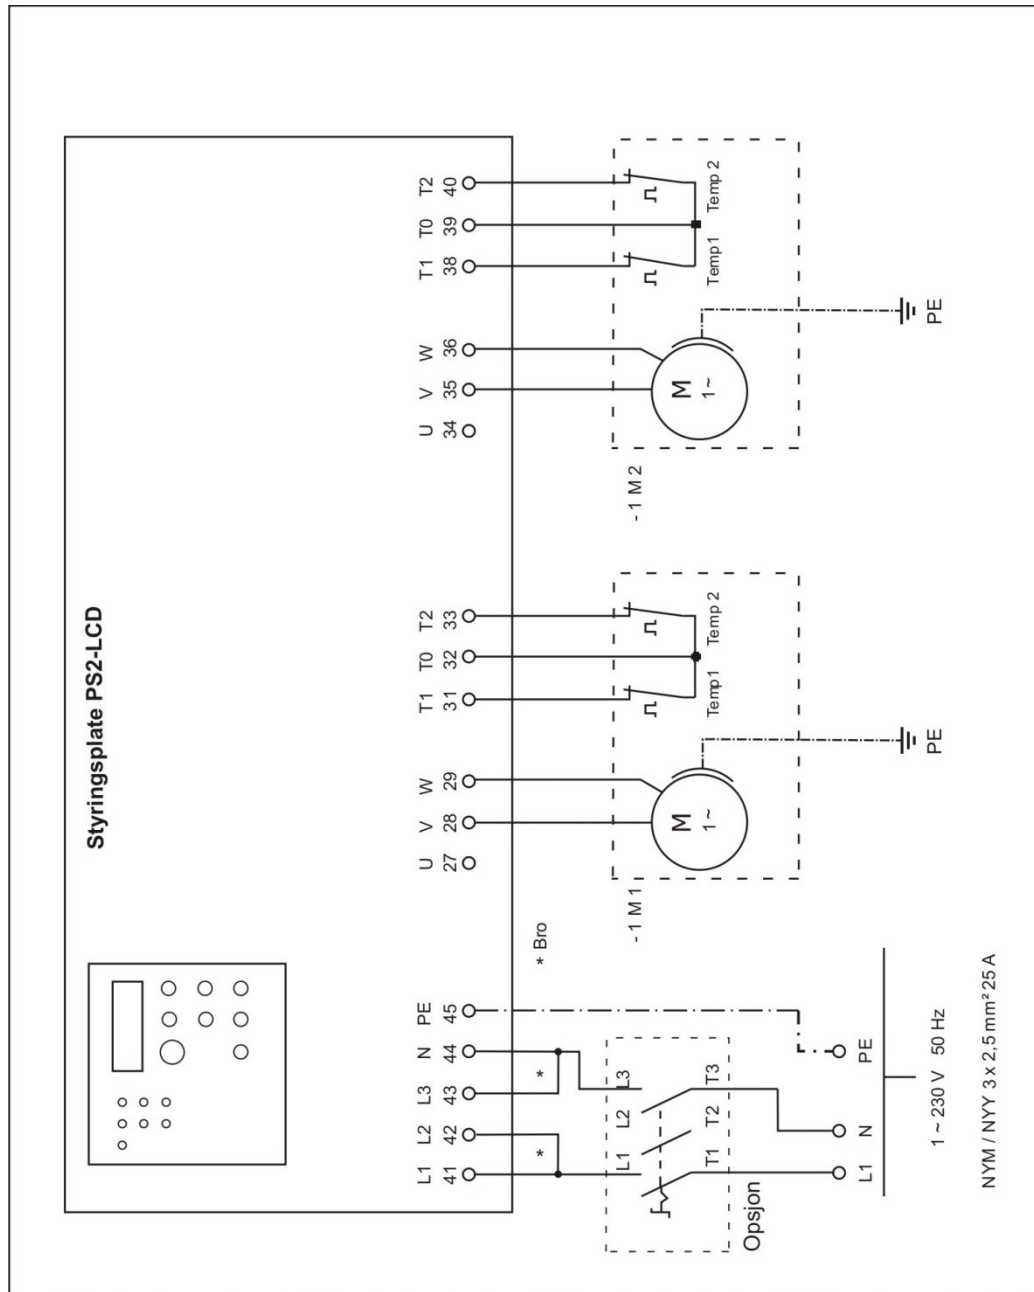 Styringsplate PS2-LCD
L1 L2 L3 N PE U V W T1 T0 T2 U V W T1 T0 T2
41 42 43 44 45 27 28 29 31 32 33 34 35 36 38 39 40
* * * Bro
- 1 M 1
- 1 M 2
L1 L2 L3
T1 T2 T3
Opsjon
M
1 ~
Temp1 Temp 2
M
1 ~
Temp1 Temp 2
L1 N PE
PE
PE
1 ~ 230 V 50 Hz
NYM / NYY 3 x 2,5 mm² 25 A